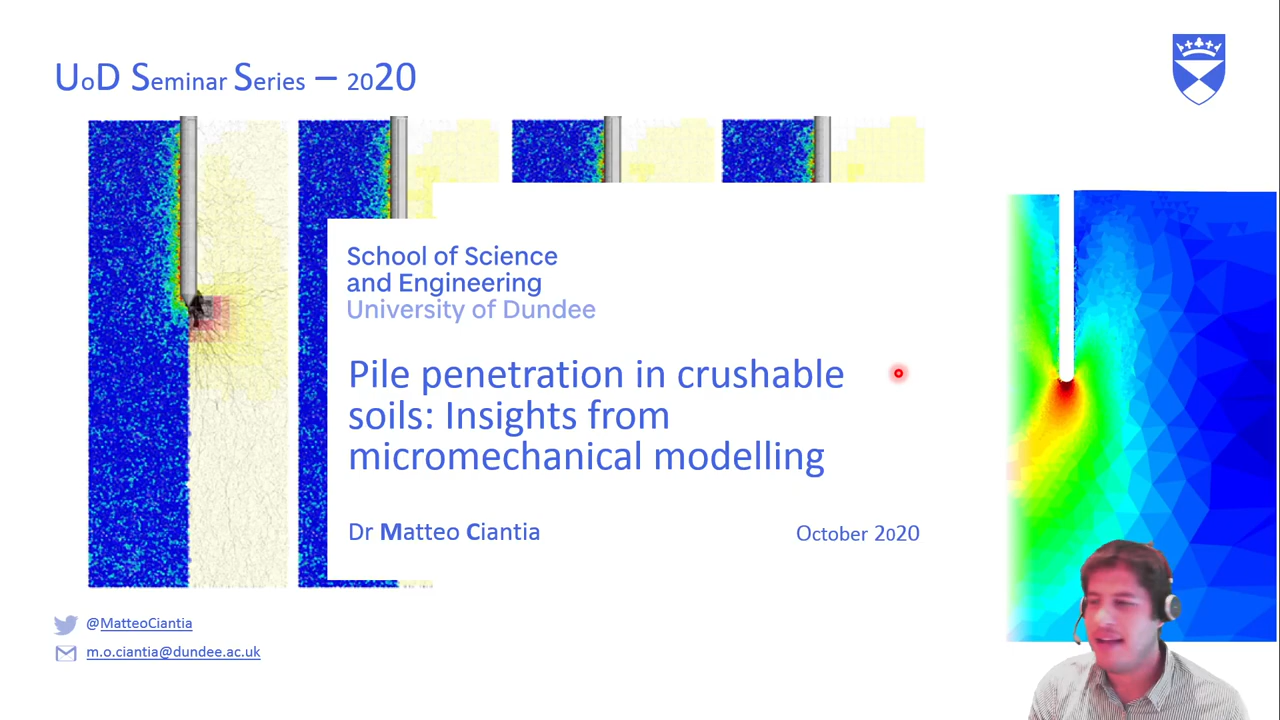 UoD Seminar Series – 2020
School of Science
and Engineering
University of Dundee
Pile penetration in crushable
soils: Insights from
micromechanical modelling
Dr Matteo Ciantia
October 2020
@MatteoCiantia
m.o.ciantia@dundee.ac.uk